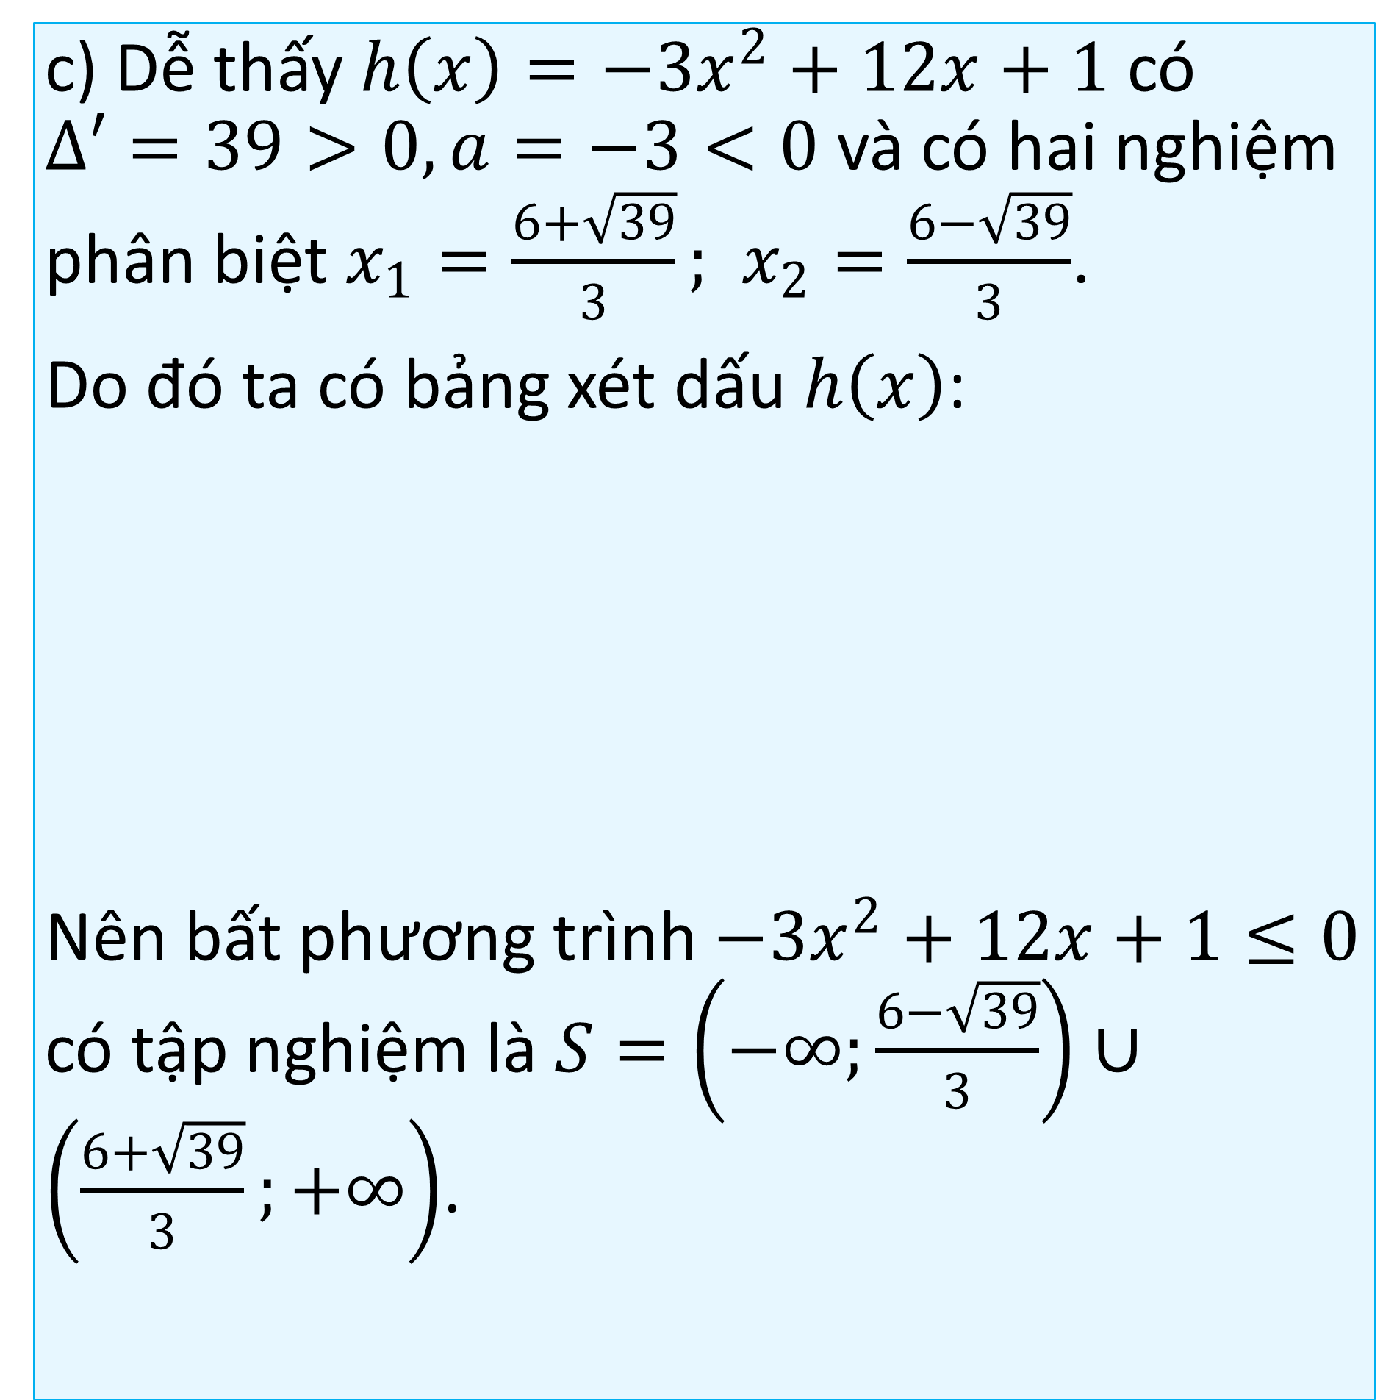 c) Dễ thấy h(x) = −3x² + 12x + 1 có
Δ′ = 39 > 0, a = −3 < 0 và có hai nghiệm
phân biệt x₁ = (6+√39)/3 ; x₂ = (6−√39)/3.
Do đó ta có bảng xét dấu h(x):
Nên bất phương trình −3x² + 12x + 1 ≤ 0
có tập nghiệm là S = (−∞; (6−√39)/3) ∪
((6+√39)/3 ; +∞).